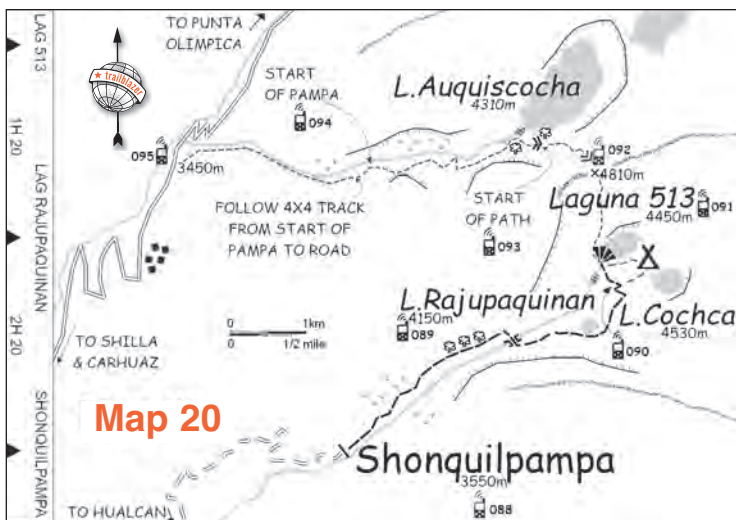 TO PUNTA
OLIMPICA
★ trailblazer
LAG 513
1H 20
LAG RAJUPAQUINAN
2H 20
SHONQUILPAMPA
START
OF PAMPA
094
095
3450m
L.Auquiscocha
4310m
092
×4810m
Laguna 513
4450m
091
FOLLOW 4X4 TRACK
FROM START OF
PAMPA TO ROAD
START
OF PATH
093
L.Rajupaquinan
4150m
089
0 1km
0 1/2 mile
L.Cochca
4530m
090
TO SHILLA
& CARHUAZ
Map 20
Shonquilpampa
3550m
088
TO HUALCAN